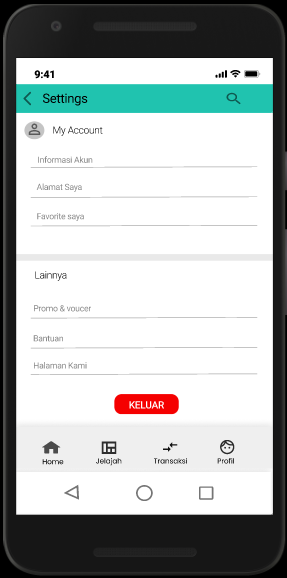 9:41
Settings
My Account
Informasi Akun
Alamat Saya
Favorite saya
Lainnya
Promo & voucer
Bantuan
Halaman Kami
KELUAR
Home
Jelajah
Transaksi
Profil